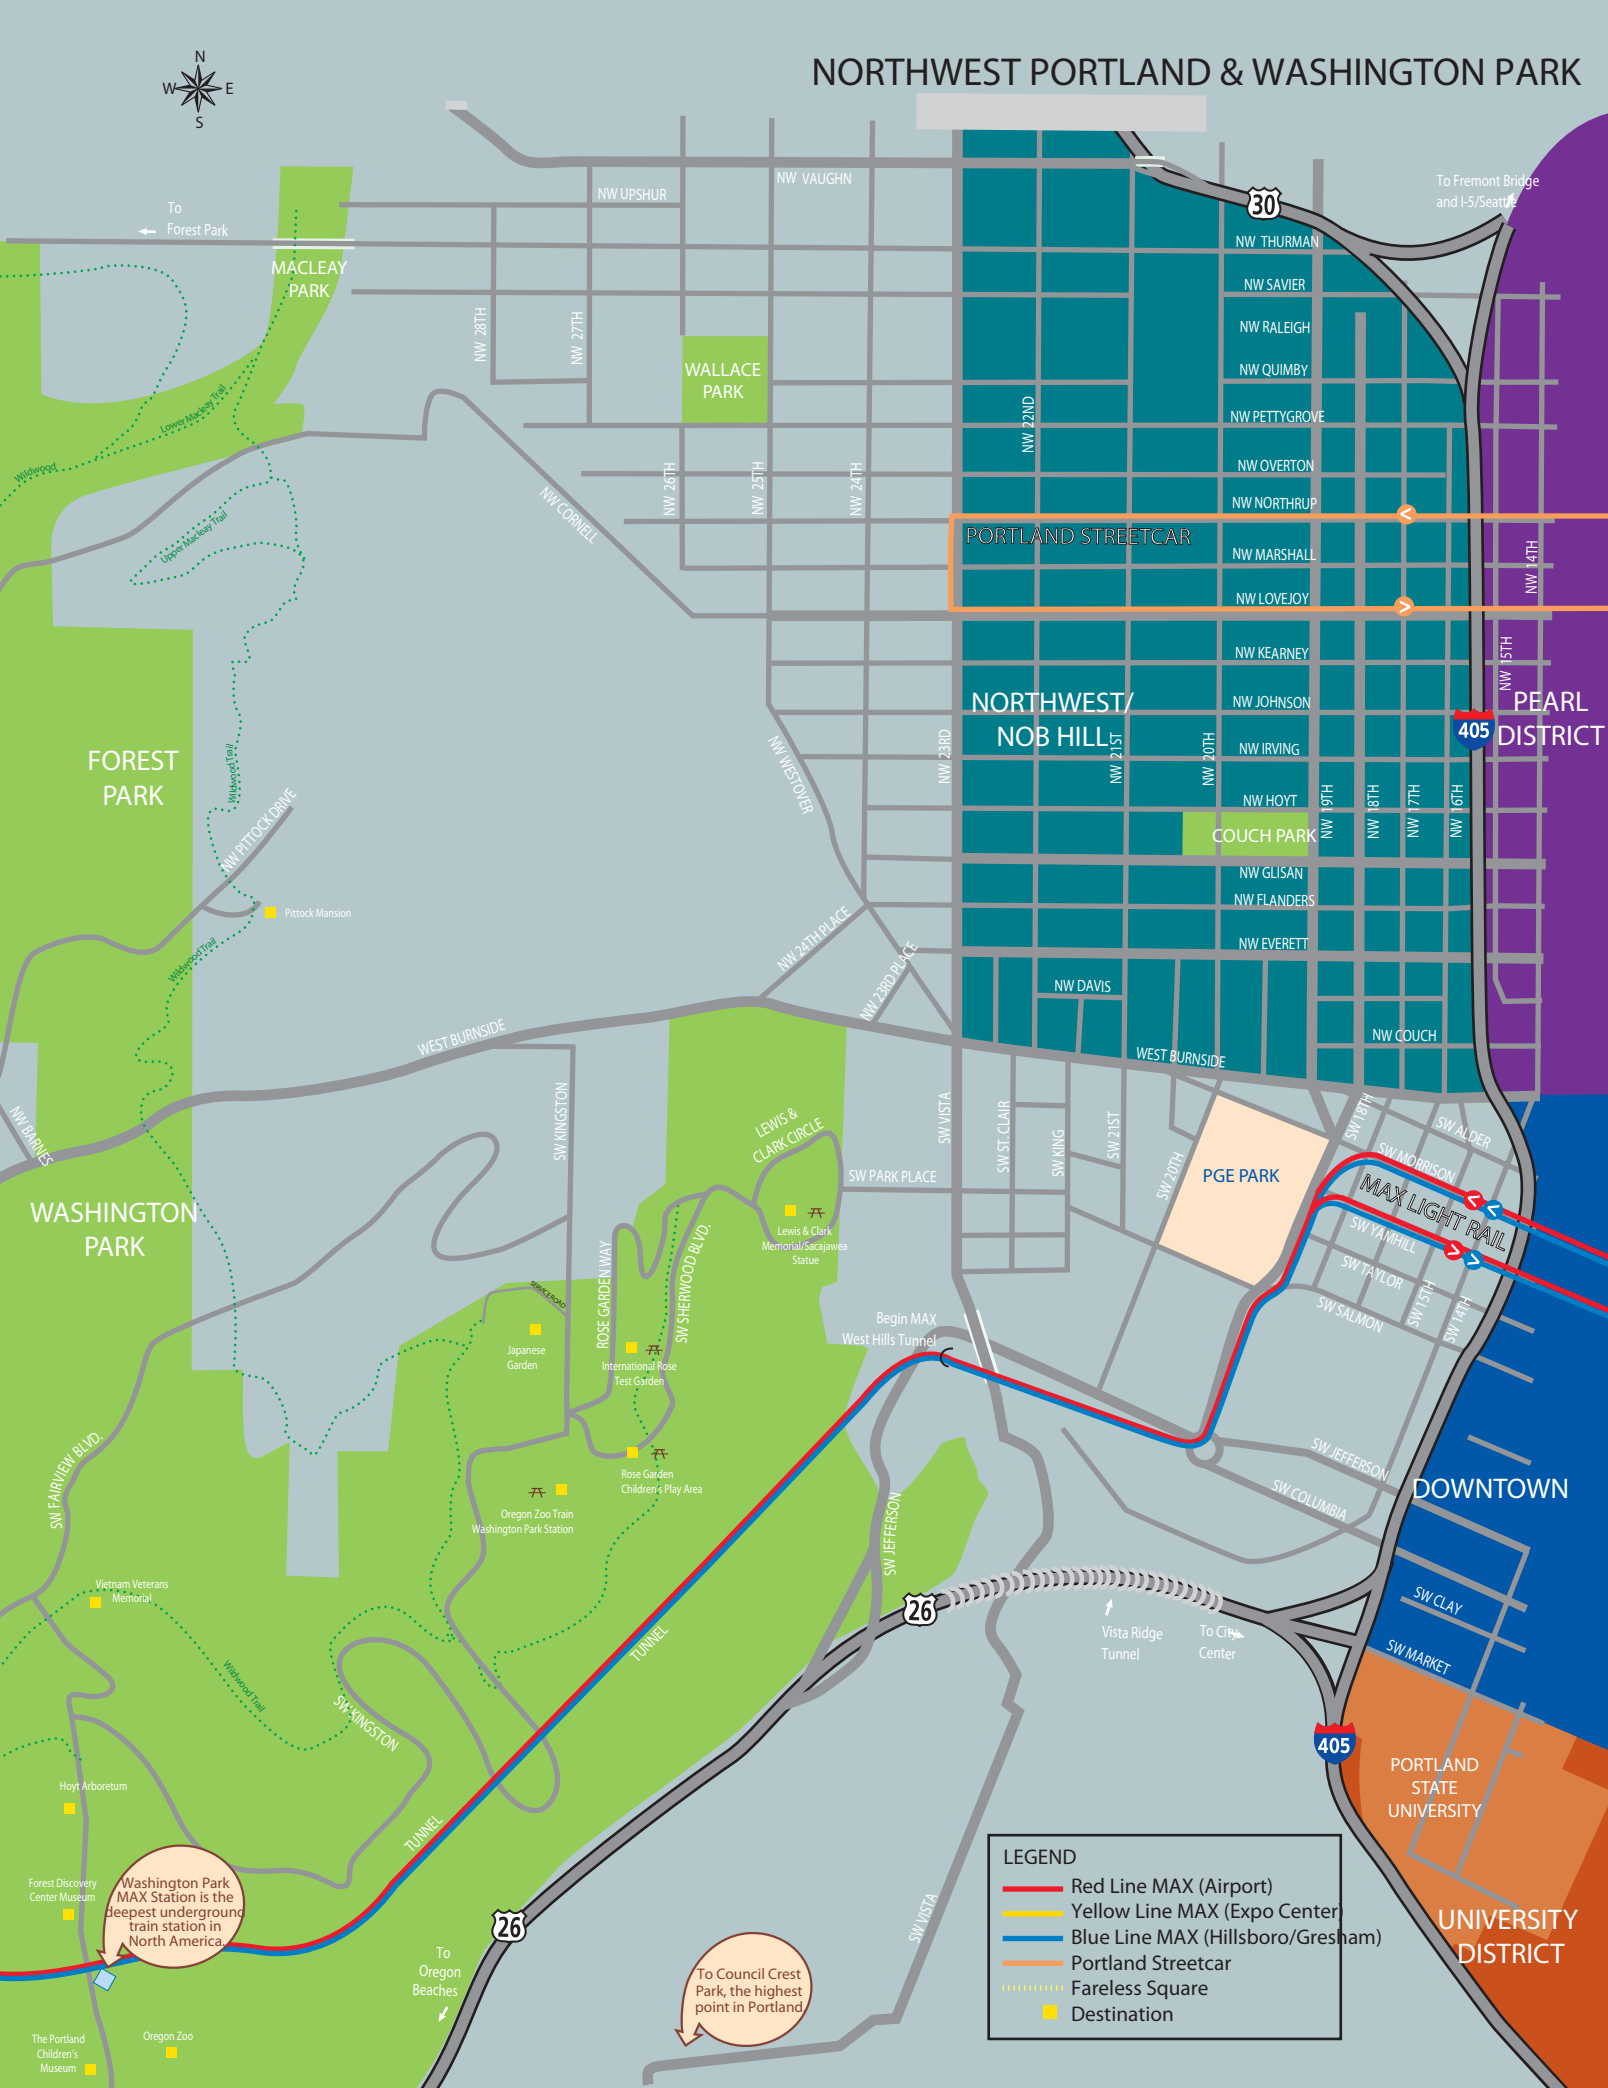 NORTHWEST PORTLAND & WASHINGTON PARK
N
W
E
S
To Fremont Bridge
and I-5/Seattle
30
NW VAUGHN
NW UPSHUR
To
Forest Park
NW THURMAN
MACLEAY
PARK
NW SAVIER
NW 28TH
NW 27TH
NW RALEIGH
WALLACE
PARK
NW QUIMBY
Lower Macleay Trail
NW 22ND
NW PETTYGROVE
Wildwood
NW OVERTON
NW 26TH
NW 25TH
NW 24TH
NW CORNELL
NW NORTHRUP
<
PORTLAND STREETCAR
Upper Macleay Trail
NW MARSHALL
NW 14TH
NW LOVEJOY
>
NW KEARNEY
NW 15TH
NORTHWEST/
NOB HILL
NW JOHNSON
PEARL
DISTRICT
405
FOREST
PARK
Wildwood Trail
NW WESTOVER
NW 23RD
NW 21ST
NW 20TH
NW IRVING
NW HOYT
NW 19TH
NW 18TH
NW 17TH
NW 16TH
NW PITTOCK DRIVE
COUCH PARK
NW GLISAN
NW FLANDERS
Pittock Mansion
NW 24TH PLACE
NW 23RD PLACE
NW EVERETT
Wildwood Trail
NW DAVIS
WEST BURNSIDE
NW COUCH
WEST BURNSIDE
NW BARNES
SW KINGSTON
LEWIS &
CLARK CIRCLE
SW VISTA
SW ST. CLAIR
SW KING
SW 21ST
SW 18TH
SW ALDER
SW PARK PLACE
SW 20TH
PGE PARK
SW MORRISON
MAX LIGHT RAIL
<
<
WASHINGTON
PARK
Lewis & Clark
Memorial/Sacajawea
Statue
SW YAMHILL
>
>
SW TAYLOR
SW SALMON
SW 15TH
SW 14TH
SERVICE ROAD
ROSE GARDEN WAY
SW SHERWOOD BLVD.
Begin MAX
West Hills Tunnel
Japanese
Garden
International Rose
Test Garden
SW FAIRVIEW BLVD.
Rose Garden
Children's Play Area
SW JEFFERSON
SW COLUMBIA
DOWNTOWN
Oregon Zoo Train
Washington Park Station
SW JEFFERSON
Vietnam Veterans
Memorial
26
SW CLAY
Vista Ridge
Tunnel
To City
Center
SW MARKET
TUNNEL
Wildwood Trail
SW KINGSTON
405
Hoyt Arboretum
PORTLAND
STATE
UNIVERSITY
TUNNEL
Forest Discovery
Center Museum
Washington Park
MAX Station is the
deepest underground
train station in
North America.
26
SW VISTA
UNIVERSITY
DISTRICT
To
Oregon
Beaches
To Council Crest
Park, the highest
point in Portland.
The Portland
Children's
Museum
Oregon Zoo
LEGEND
Red Line MAX (Airport)
Yellow Line MAX (Expo Center)
Blue Line MAX (Hillsboro/Gresham)
Portland Streetcar
Fareless Square
Destination